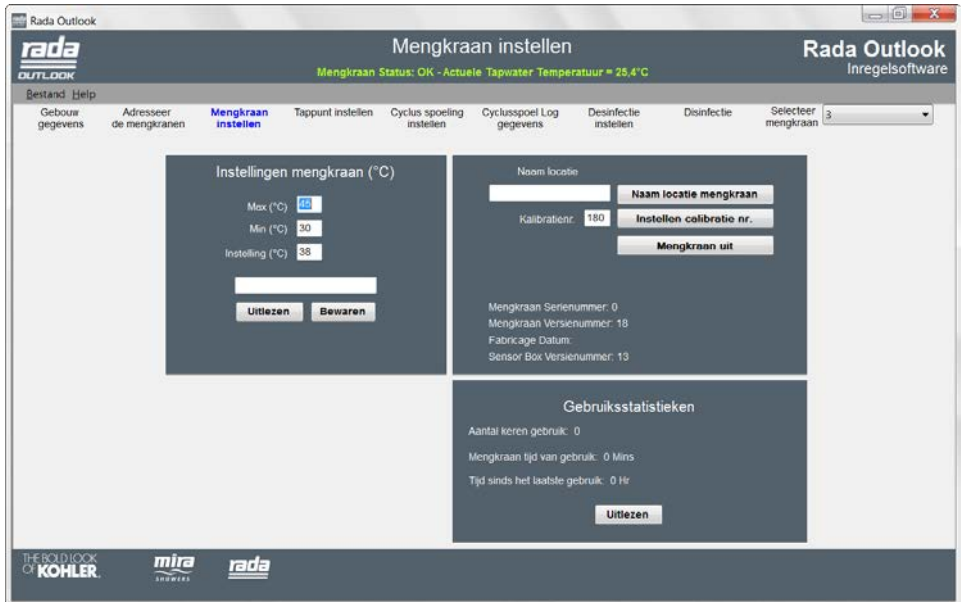 Rada Outlook
rada
OUTLOOK
Mengkraan instellen
Mengkraan Status: OK - Actuele Tapwater Temperatuur = 25,4°C
Rada Outlook
Inregelsoftware
Bestand Help
Gebouw
gegevens
Adresseer
de mengkranen
Mengkraan
instellen
Tappunt instellen
Cyclus spoeling
instellen
Cyclusspoel Log
gegevens
Desinfectie
instellen
Disinfectie
Selecteer
mengkraan
3
Instellingen mengkraan (°C)
Max (°C) 45
Min (°C) 30
Instelling (°C) 38
Uitlezen Bewaren
Naam locatie
Naam locatie mengkraan
Kalibratienr. 180 Instellen calibratie nr.
Mengkraan uit
Mengkraan Serienummer: 0
Mengkraan Versienummer: 18
Fabricage Datum:
Sensor Box Versienummer: 13
Gebruiksstatistieken
Aantal keren gebruik: 0
Mengkraan tijd van gebruik: 0 Mins
Tijd sinds het laatste gebruik: 0 Hr
Uitlezen
THE BOLD LOOK
OF KOHLER.
mira
SHOWERS
rada